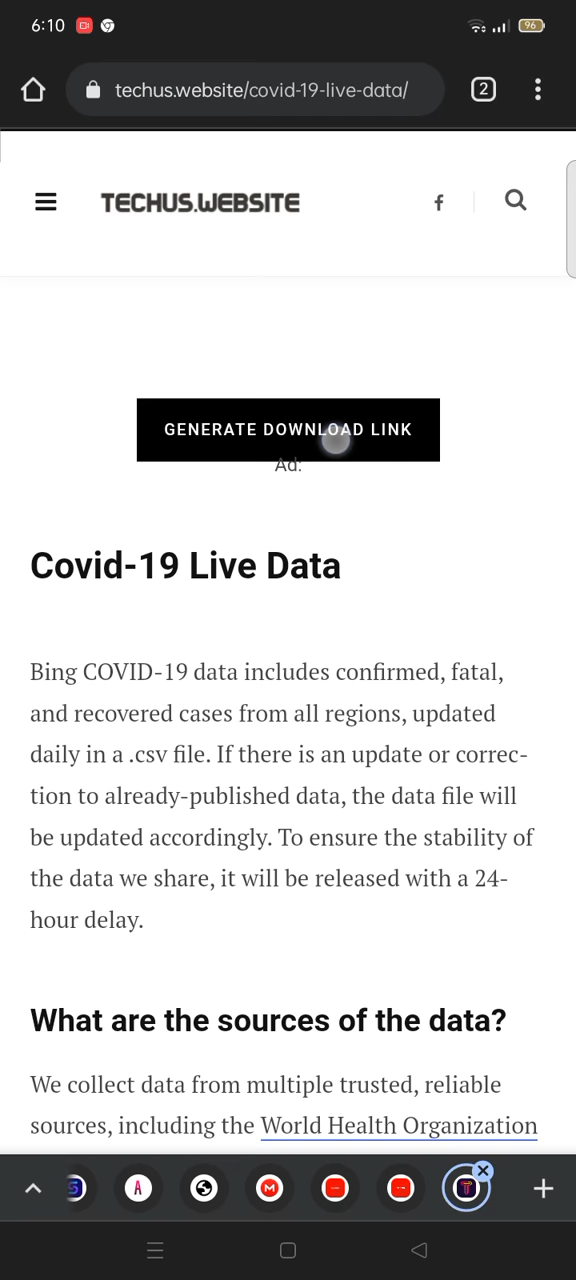 6:10
96
techus.website/covid-19-live-data/
2
TECHUS.WEBSITE
GENERATE DOWNLOAD LINK
Ad:
Covid-19 Live Data
Bing COVID-19 data includes confirmed, fatal,
and recovered cases from all regions, updated
daily in a .csv file. If there is an update or correc-
tion to already-published data, the data file will
be updated accordingly. To ensure the stability of
the data we share, it will be released with a 24-
hour delay.
What are the sources of the data?
We collect data from multiple trusted, reliable
sources, including the World Health Organization